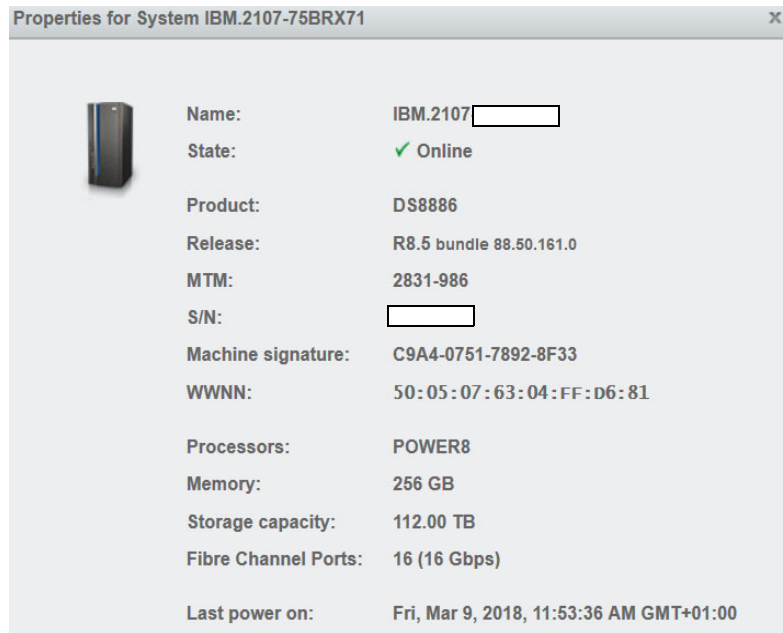 Properties for System IBM.2107-75BRX71 x
Name: IBM.2107
State: ✓ Online
Product: DS8886
Release: R8.5 bundle 88.50.161.0
MTM: 2831-986
S/N:
Machine signature: C9A4-0751-7892-8F33
WWNN: 50:05:07:63:04:FF:D6:81
Processors: POWER8
Memory: 256 GB
Storage capacity: 112.00 TB
Fibre Channel Ports: 16 (16 Gbps)
Last power on: Fri, Mar 9, 2018, 11:53:36 AM GMT+01:00